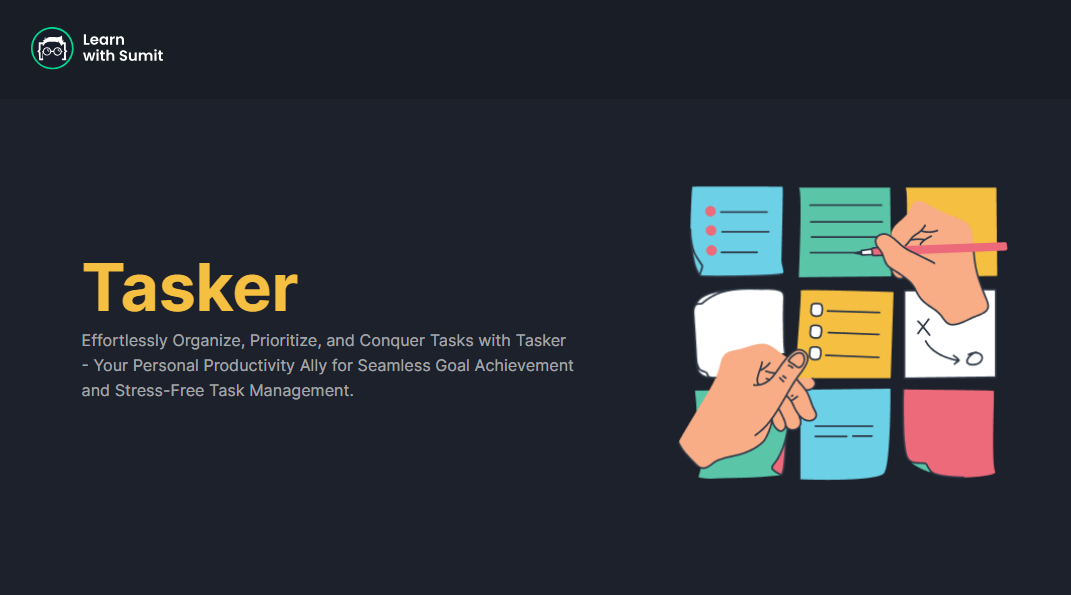 Learn
with Sumit
Tasker
Effortlessly Organize, Prioritize, and Conquer Tasks with Tasker
- Your Personal Productivity Ally for Seamless Goal Achievement
and Stress-Free Task Management.